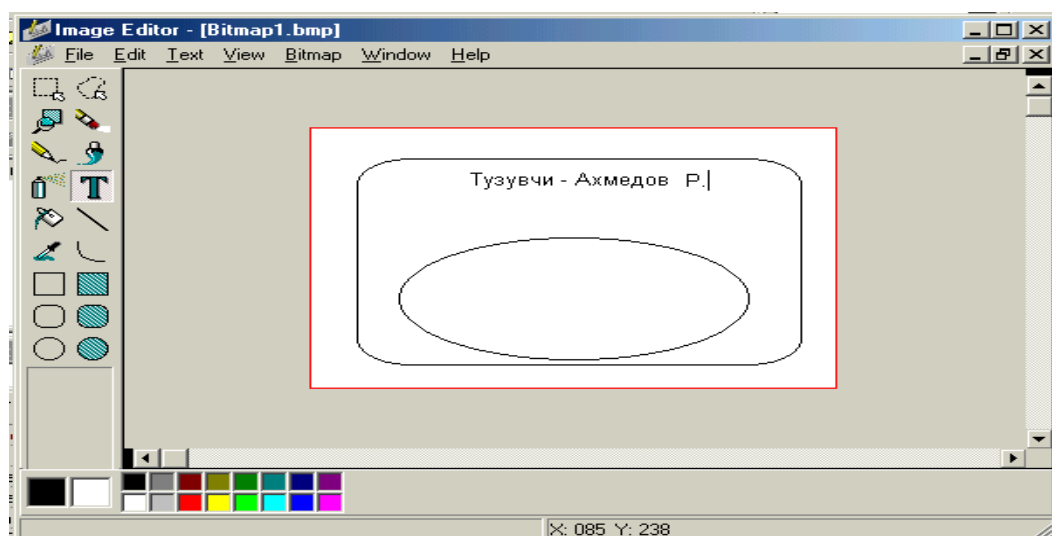 Image Editor - [Bitmap1.bmp]
File Edit Text View Bitmap Window Help
T
Тузувчи - Ахмедов Р.
X: 085 Y: 238